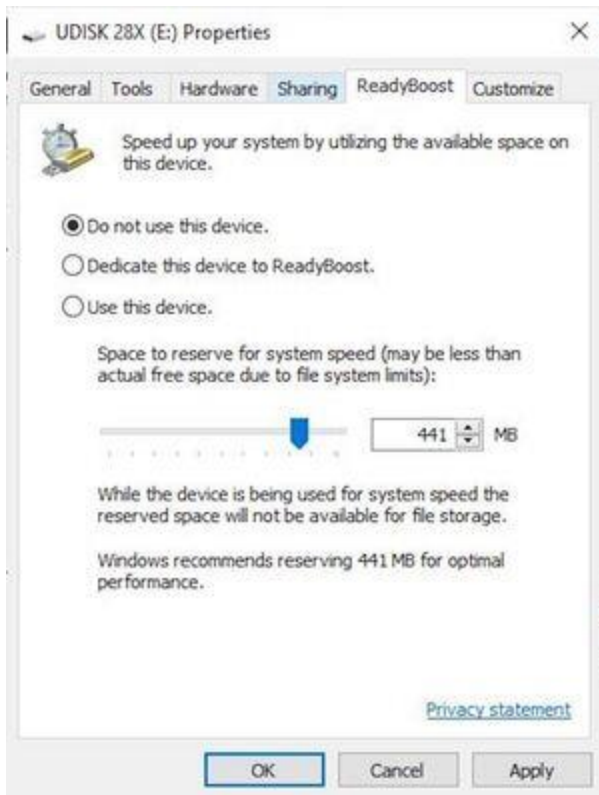 UDISK 28X (E:) Properties
General Tools Hardware Sharing ReadyBoost Customize
Speed up your system by utilizing the available space on
this device.
Do not use this device.
Dedicate this device to ReadyBoost.
Use this device.
Space to reserve for system speed (may be less than
actual free space due to file system limits):
441 MB
While the device is being used for system speed the
reserved space will not be available for file storage.
Windows recommends reserving 441 MB for optimal
performance.
Privacy statement
OK Cancel Apply